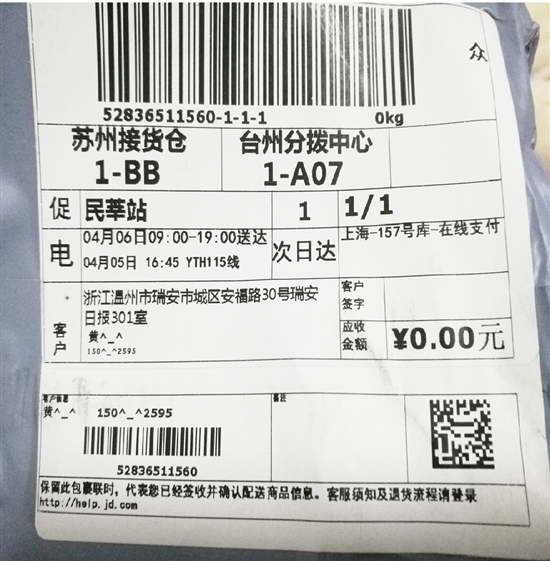 52836511560-1-1-1 0kg
众
苏州接货仓 台州分拨中心
1-BB 1-A07
促 民莘站 1 1/1
电 04月06日09:00-19:00送达 次日达 上海-157号库-在线支付
04月05日 16:45 YTH115线
客户
浙江温州市瑞安市城区安福路30号瑞安
日报301室
黄^_^
150^_^2595
客户
签字
应收
金额 ¥0.00元
客户信息
黄^_^ 150^_^2595
备注
52836511560
保留此包裹联时，代表您已经签收并确认配送商品信息。客服须知及退货流程请登录
http://help.jd.com